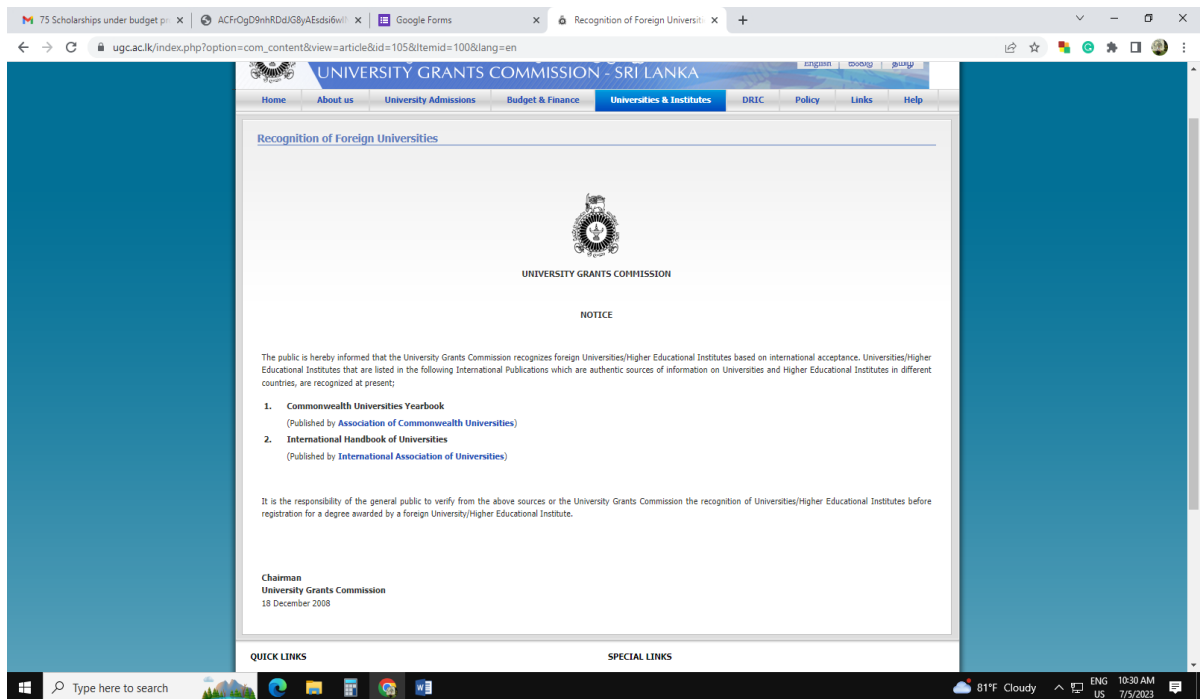 75 Scholarships under budget pr
ACFrOgD9nhRDdJG8yAEsdsi6wl
Google Forms
Recognition of Foreign Universiti
ugc.ac.lk/index.php?option=com_content&view=article&id=105&Itemid=100&lang=en
UNIVERSITY GRANTS COMMISSION - SRI LANKA
English සිංහල தமிழ்
Home About us University Admissions Budget & Finance Universities & Institutes DRIC Policy Links Help
Recognition of Foreign Universities
UNIVERSITY GRANTS COMMISSION
NOTICE
The public is hereby informed that the University Grants Commission recognizes foreign Universities/Higher Educational Institutes based on international acceptance. Universities/Higher
Educational Institutes that are listed in the following International Publications which are authentic sources of information on Universities and Higher Educational Institutes in different
countries, are recognized at present;
1. Commonwealth Universities Yearbook
(Published by Association of Commonwealth Universities)
2. International Handbook of Universities
(Published by International Association of Universities)
It is the responsibility of the general public to verify from the above sources or the University Grants Commission the recognition of Universities/Higher Educational Institutes before
registration for a degree awarded by a foreign University/Higher Educational Institute.
Chairman
University Grants Commission
18 December 2008
QUICK LINKS SPECIAL LINKS
Type here to search
81°F Cloudy
ENG
US
10:30 AM
7/5/2023